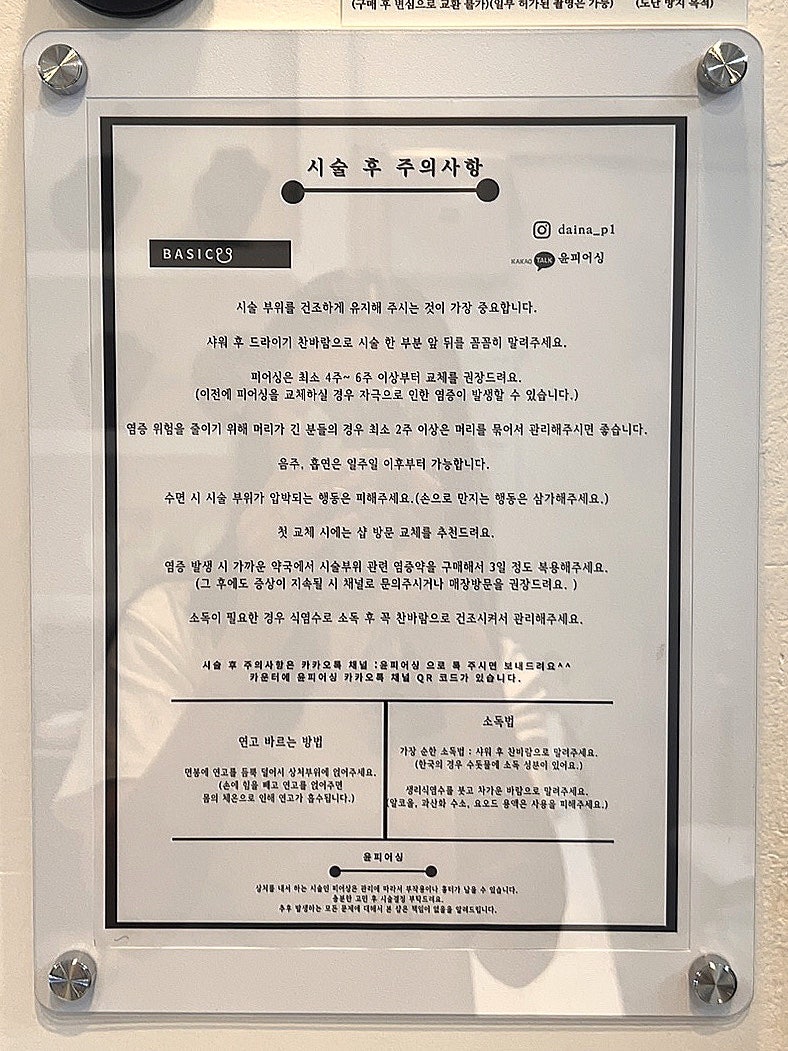 (구매 후 변심으로 교환 불가)(일부 허가된 촬영은 가능) (도난 방지 목적)
시술 후 주의사항
daina_p1
BASIC
KAKAO TALK 윤피어싱
시술 부위를 건조하게 유지해 주시는 것이 가장 중요합니다.
샤워 후 드라이기 찬바람으로 시술 한 부분 앞 뒤를 꼼꼼히 말려주세요.
피어싱은 최소 4주~ 6주 이상부터 교체를 권장드려요.
(이전에 피어싱을 교체하실 경우 자극으로 인한 염증이 발생할 수 있습니다.)
염증 위험을 줄이기 위해 머리가 긴 분들의 경우 최소 2주 이상은 머리를 묶어서 관리해주시면 좋습니다.
음주, 흡연은 일주일 이후부터 가능합니다.
수면 시 시술 부위가 압박되는 행동은 피해주세요.(손으로 만지는 행동은 삼가해주세요.)
첫 교체 시에는 샵 방문 교체를 추천드려요.
염증 발생 시 가까운 약국에서 시술부위 관련 염증약을 구매해서 3일 정도 복용해주세요.
(그 후에도 증상이 지속될 시 채널로 문의주시거나 매장방문을 권장드려요. )
소독이 필요한 경우 식염수로 소독 후 꼭 찬바람으로 건조시켜서 관리해주세요.
시술 후 주의사항은 카카오톡 채널 :윤피어싱 으로 톡 주시면 보내드려요^^
카운터에 윤피어싱 카카오톡 채널 QR 코드가 있습니다.
연고 바르는 방법
면봉에 연고를 듬뿍 덜어서 상처부위에 얹어주세요.
(손에 힘을 빼고 연고를 얹어주면
몸의 체온으로 인해 연고가 흡수됩니다.)
소독법
가장 순한 소독법 : 샤워 후 찬바람으로 말려주세요.
(한국의 경우 수돗물에 소독 성분이 있어요.)
생리식염수를 붓고 차가운 바람으로 말려주세요.
(알코올, 과산화 수소, 요오드 용액은 사용을 피해주세요.)
윤피어싱
상처를 내서 하는 시술인 피어싱은 관리에 따라서 부작용이나 흉터가 남을 수 있습니다.
충분한 고민 후 시술결정 부탁드려요.
추후 발생하는 모든 문제에 대해서 본 샵은 책임이 없음을 알려드립니다.